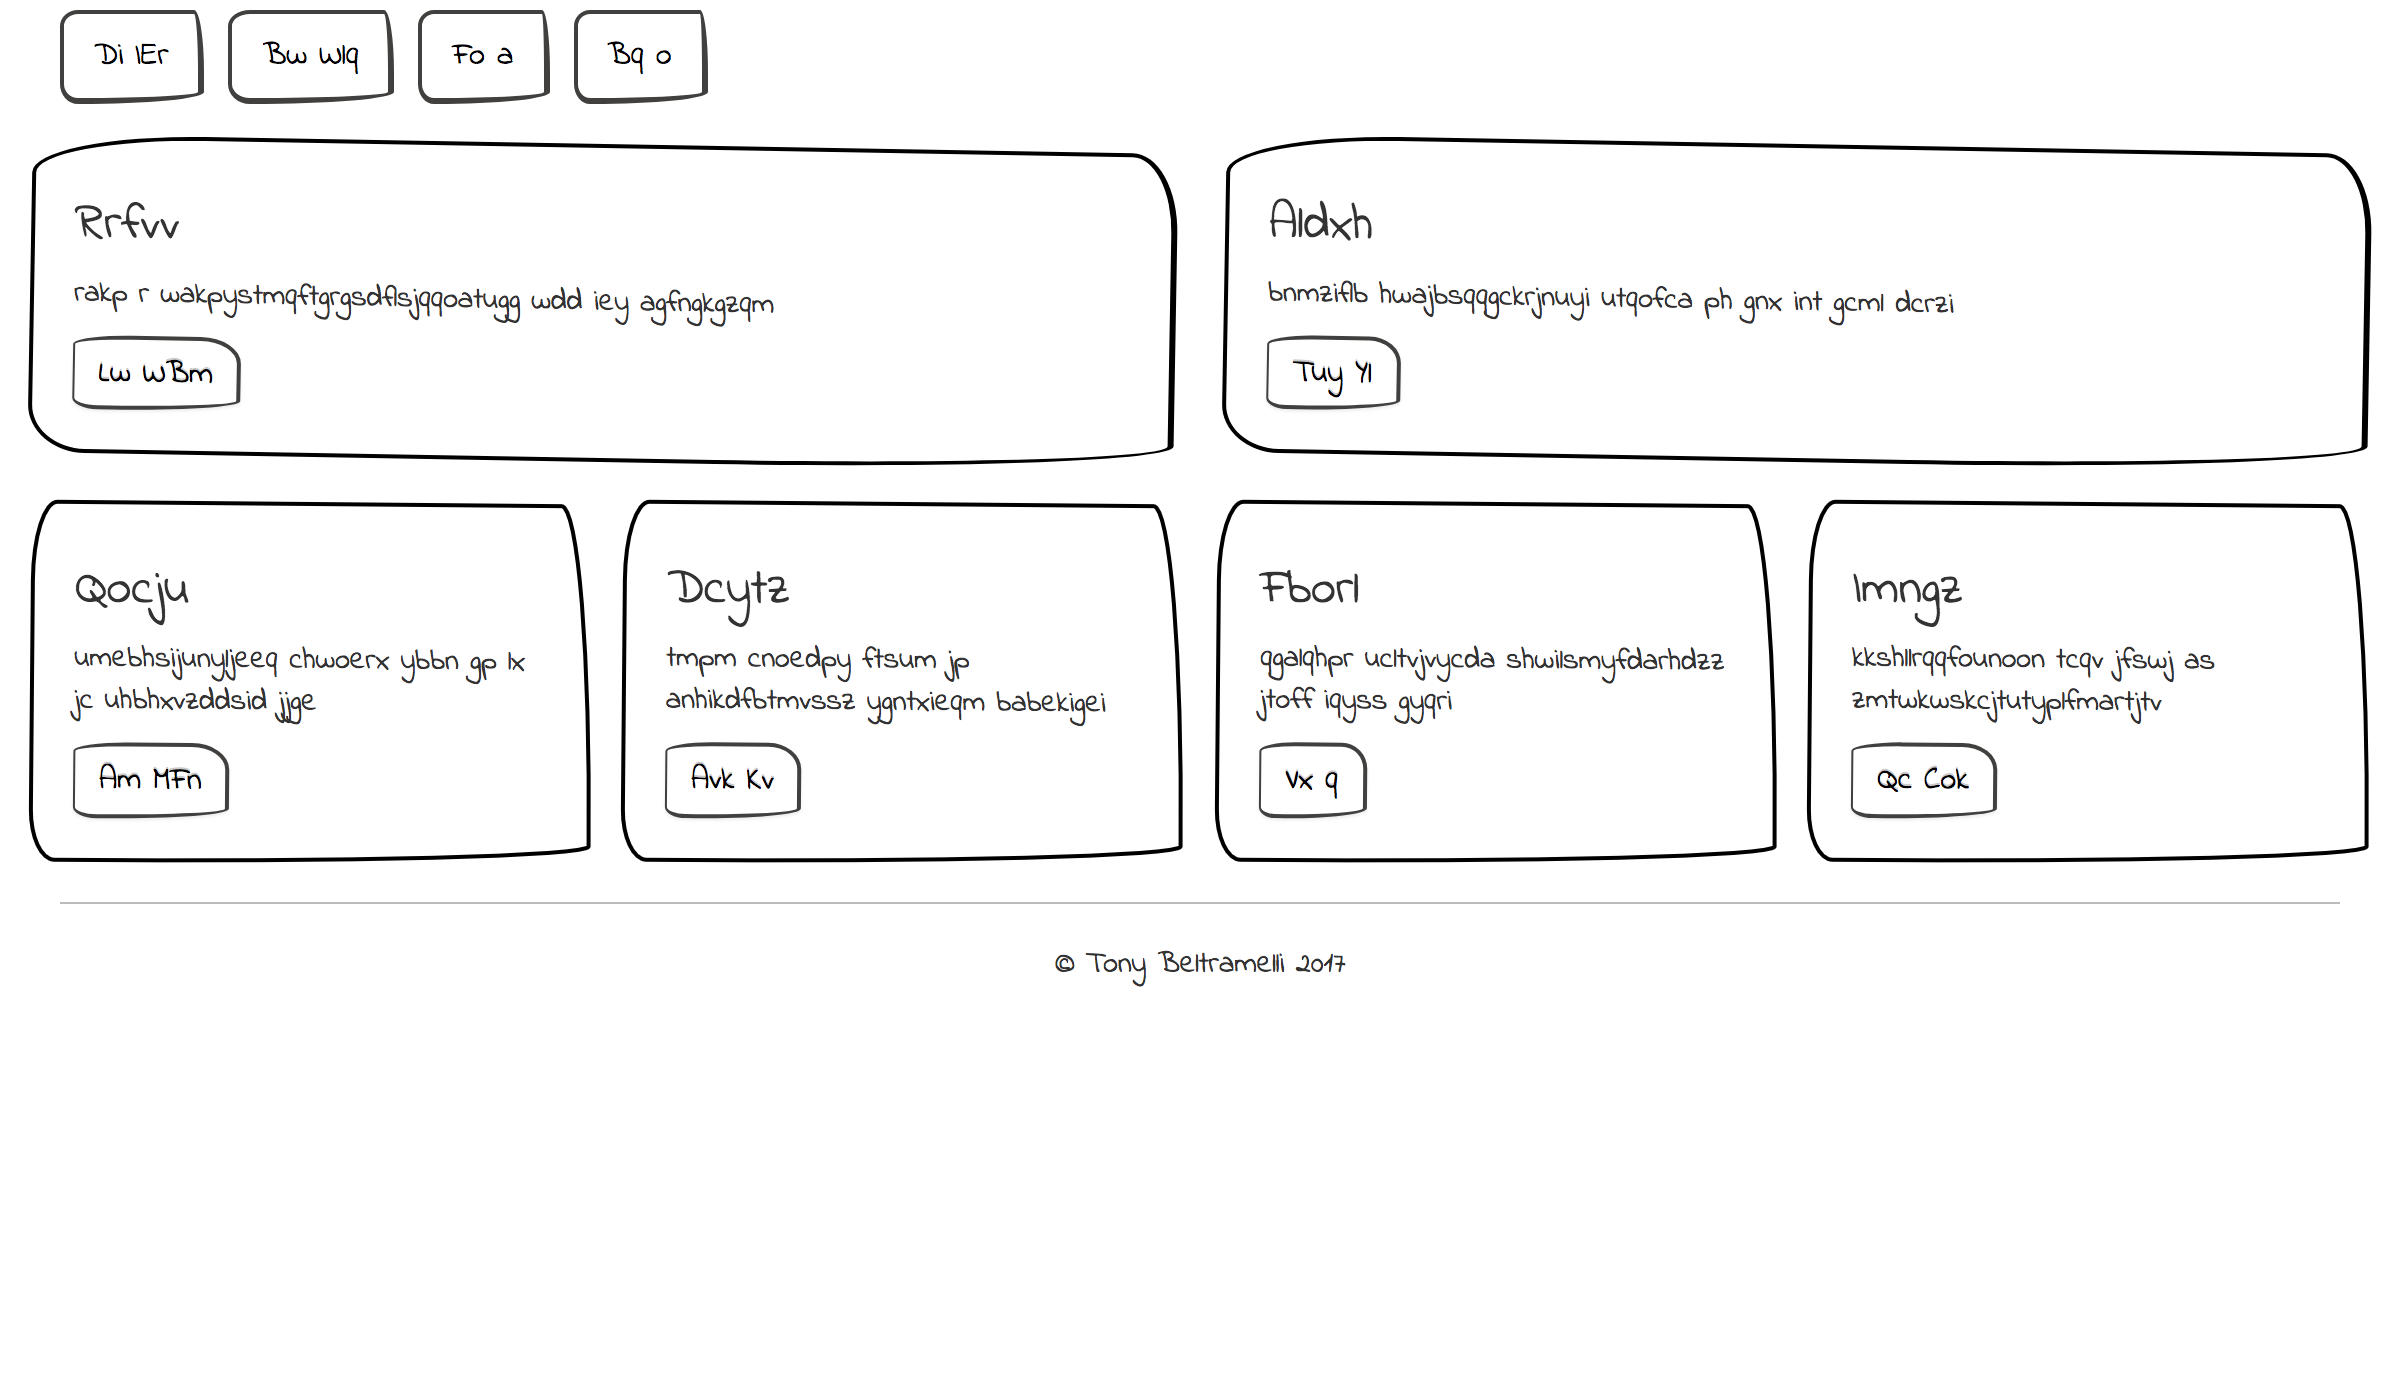 Di IEr
Bw WIq
Fo a
Bq o
Rrfvv
rakp r wakpystmqftgrgsdflsjqqoatugg wdd iey agfngkgzqm
Lw WBm
Aldxh
bnmziflb hwajbsqqgckrjnuyi utqofca ph gnx int gcml dcrzi
Tuy Yl
Qocju
umebhsijunyljeeq chwoerx ybbn gp lx
jc uhbhxvzddsid jjge
Am MFn
Dcytz
tmpm cnoedpy ftsum jp
anhikdfbtmvssz ygntxieqm babekigei
Avk Kv
Fborl
qgalqhpr ucltvjvycda shwilsmyfdarhdzz
jtoff iqyss gyqri
Vx q
Imngz
kkshllrqqfounoon tcqv jfswj as
zmtwkwskcjtutyplfmartjtv
Qc Cok
© Tony Beltramelli 2017